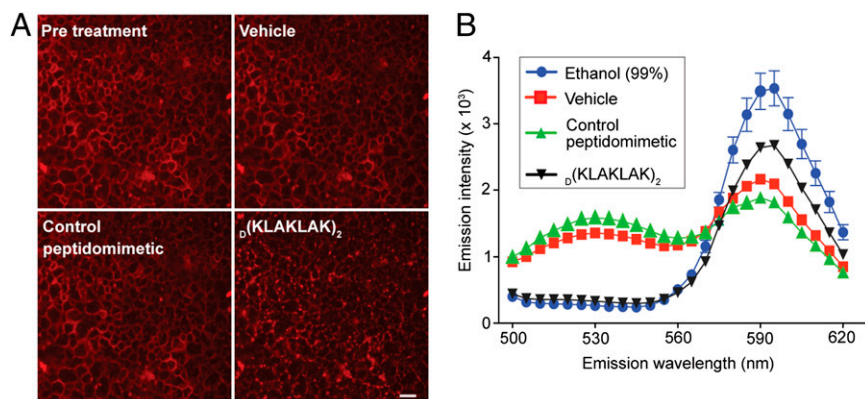 A
Pre treatment
Vehicle
Control
peptidomimetic
D(KLAKLAK)2
B
Emission intensity (x 10³)
4
3
2
1
0
Ethanol (99%)
Vehicle
Control
peptidomimetic
D(KLAKLAK)2
500
530
560
590
620
Emission wavelength (nm)